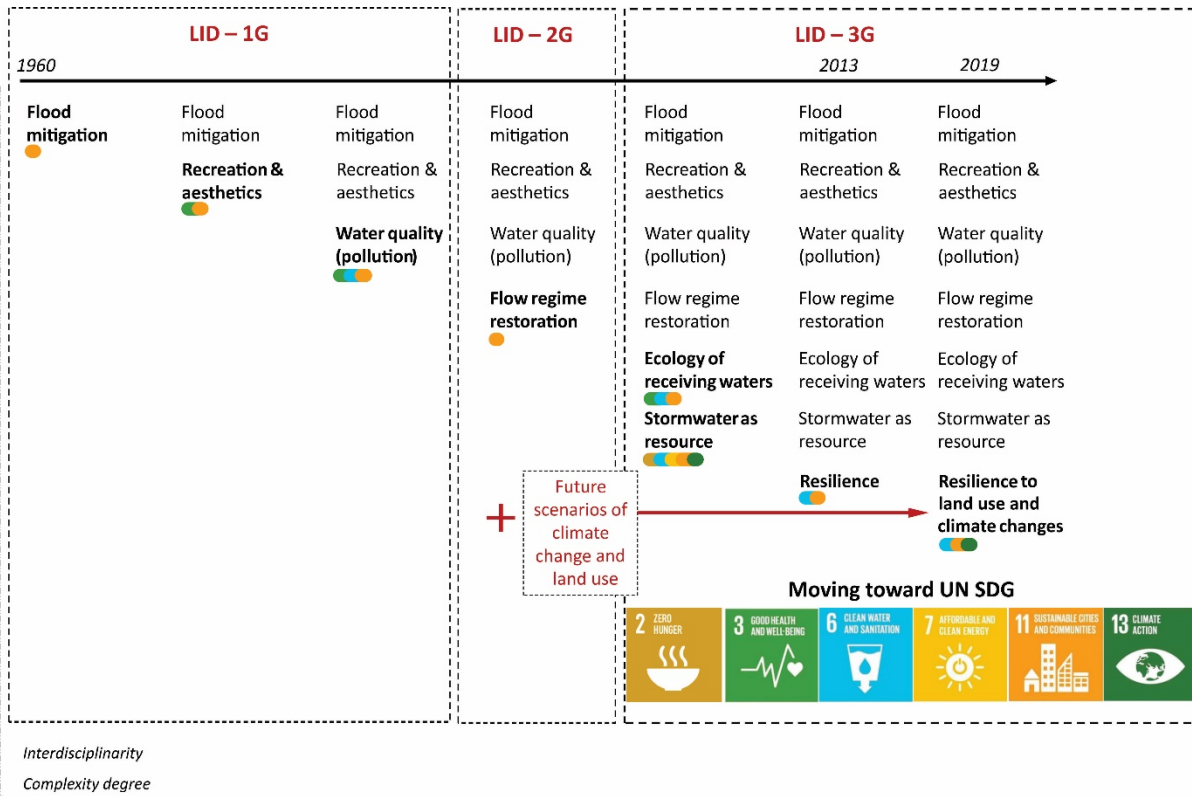 LID – 1G
LID – 2G
LID – 3G
1960
2013
2019
Flood
mitigation
Flood
mitigation
Recreation &
aesthetics
Flood
mitigation
Recreation &
aesthetics
Water quality
(pollution)
Flood
mitigation
Recreation &
aesthetics
Water quality
(pollution)
Flow regime
restoration
Flood
mitigation
Recreation &
aesthetics
Water quality
(pollution)
Flow regime
restoration
Ecology of
receiving waters
Stormwater as
resource
Flood
mitigation
Recreation &
aesthetics
Water quality
(pollution)
Flow regime
restoration
Ecology of
receiving waters
Stormwater as
resource
Resilience
Flood
mitigation
Recreation &
aesthetics
Water quality
(pollution)
Flow regime
restoration
Ecology of
receiving waters
Stormwater as
resource
Resilience to
land use and
climate changes
+
Future
scenarios of
climate
change and
land use
Moving toward UN SDG
2 ZERO
HUNGER
3 GOOD HEALTH
AND WELL-BEING
6 CLEAN WATER
AND SANITATION
7 AFFORDABLE AND
CLEAN ENERGY
11 SUSTAINABLE CITIES
AND COMMUNITIES
13 CLIMATE
ACTION
Interdisciplinarity
Complexity degree